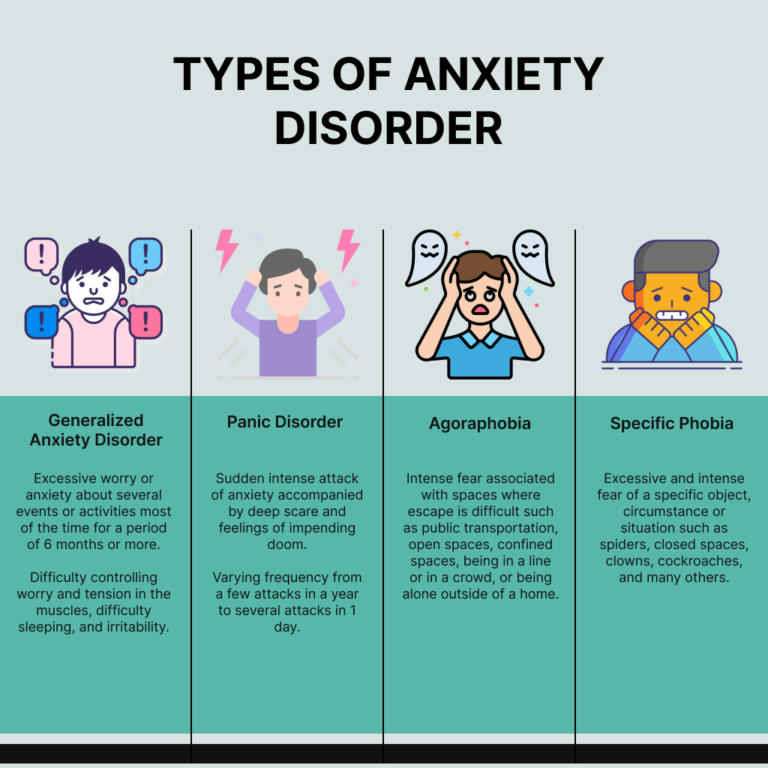 TYPES OF ANXIETY
DISORDER
! !
! !
Generalized
Anxiety Disorder
Excessive worry or
anxiety about several
events or activities most
of the time for a period
of 6 months or more.
Difficulty controlling
worry and tension in the
muscles, difficulty
sleeping, and irritability.
Panic Disorder
Sudden intense attack
of anxiety accompanied
by deep scare and
feelings of impending
doom.
Varying frequency from
a few attacks in a year
to several attacks in 1
day.
Agoraphobia
Intense fear associated
with spaces where
escape is difficult such
as public transportation,
open spaces, confined
spaces, being in a line
or in a crowd, or being
alone outside of a home.
Specific Phobia
Excessive and intense
fear of a specific object,
circumstance or
situation such as
spiders, closed spaces,
clowns, cockroaches,
and many others.